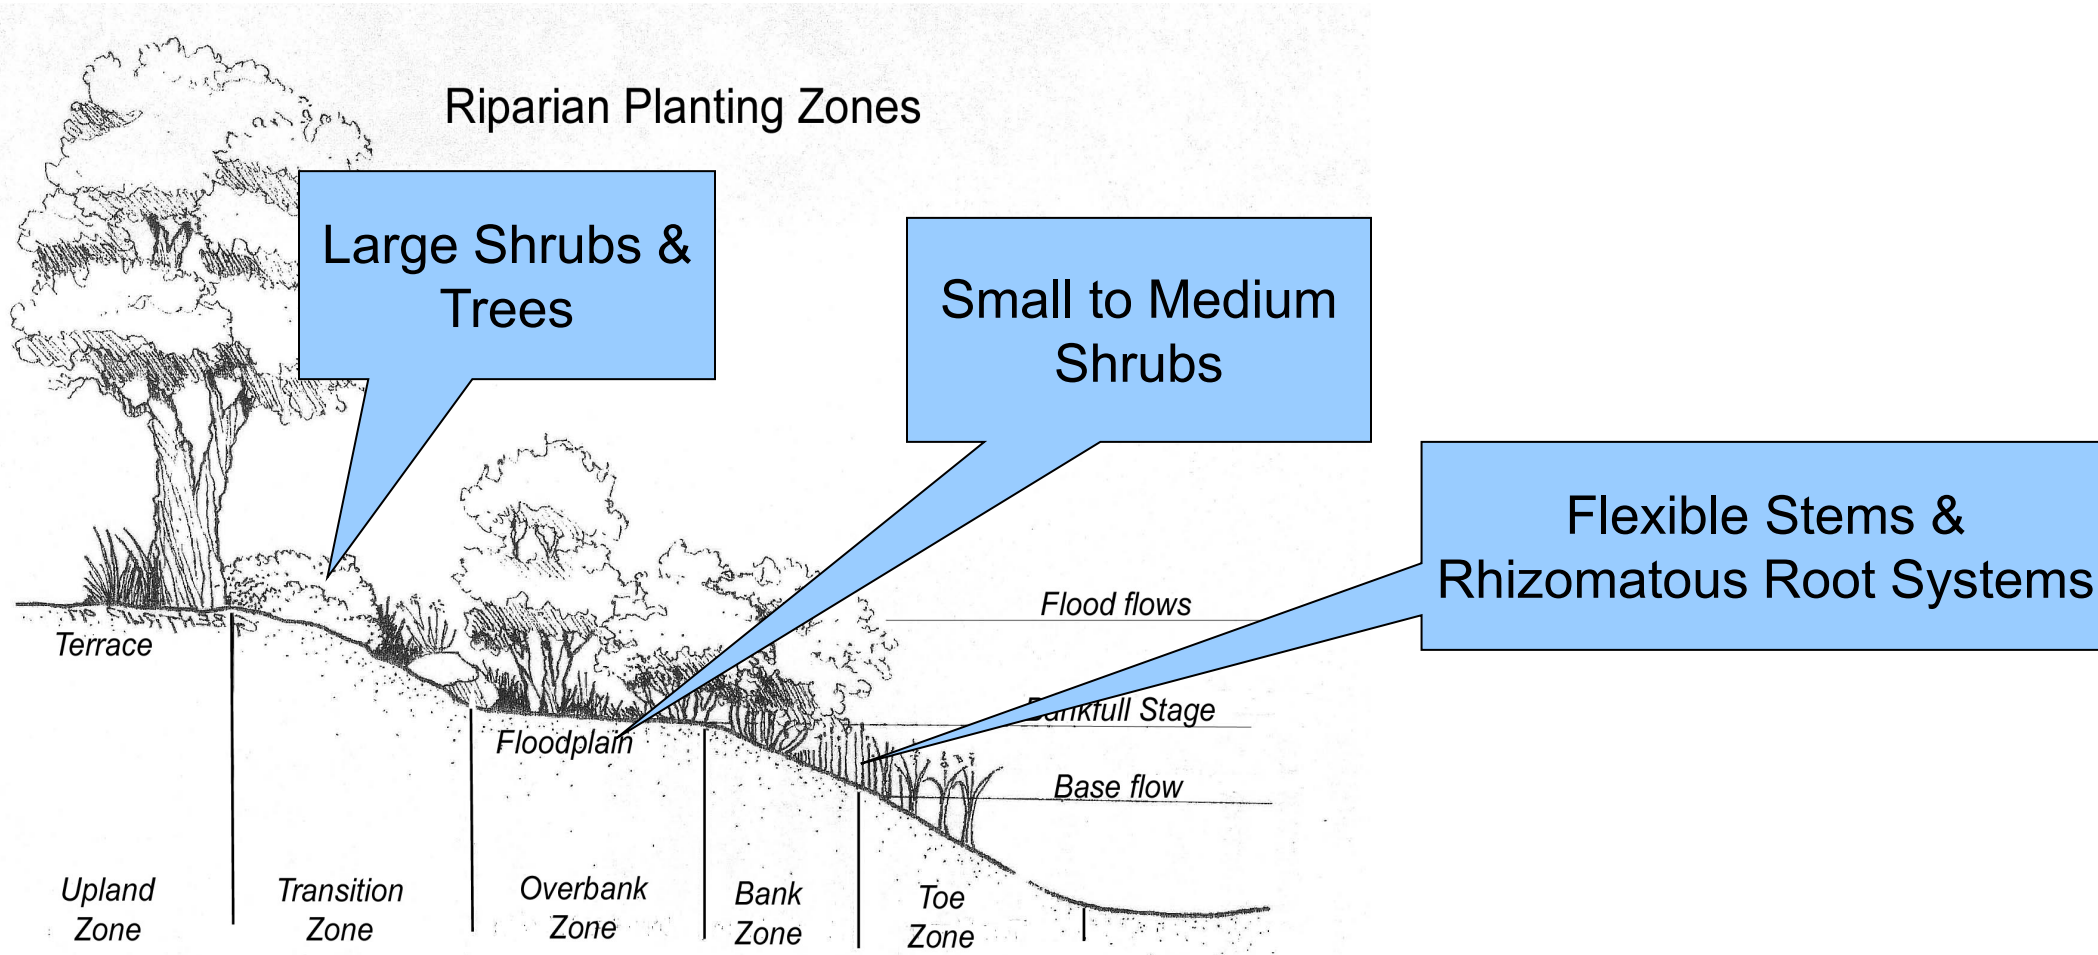 Riparian Planting Zones
Large Shrubs &
Trees
Small to Medium
Shrubs
Flexible Stems &
Rhizomatous Root Systems
Flood flows
Terrace
Bankfull Stage
Floodplain
Base flow
Upland
Zone
Transition
Zone
Overbank
Zone
Bank
Zone
Toe
Zone